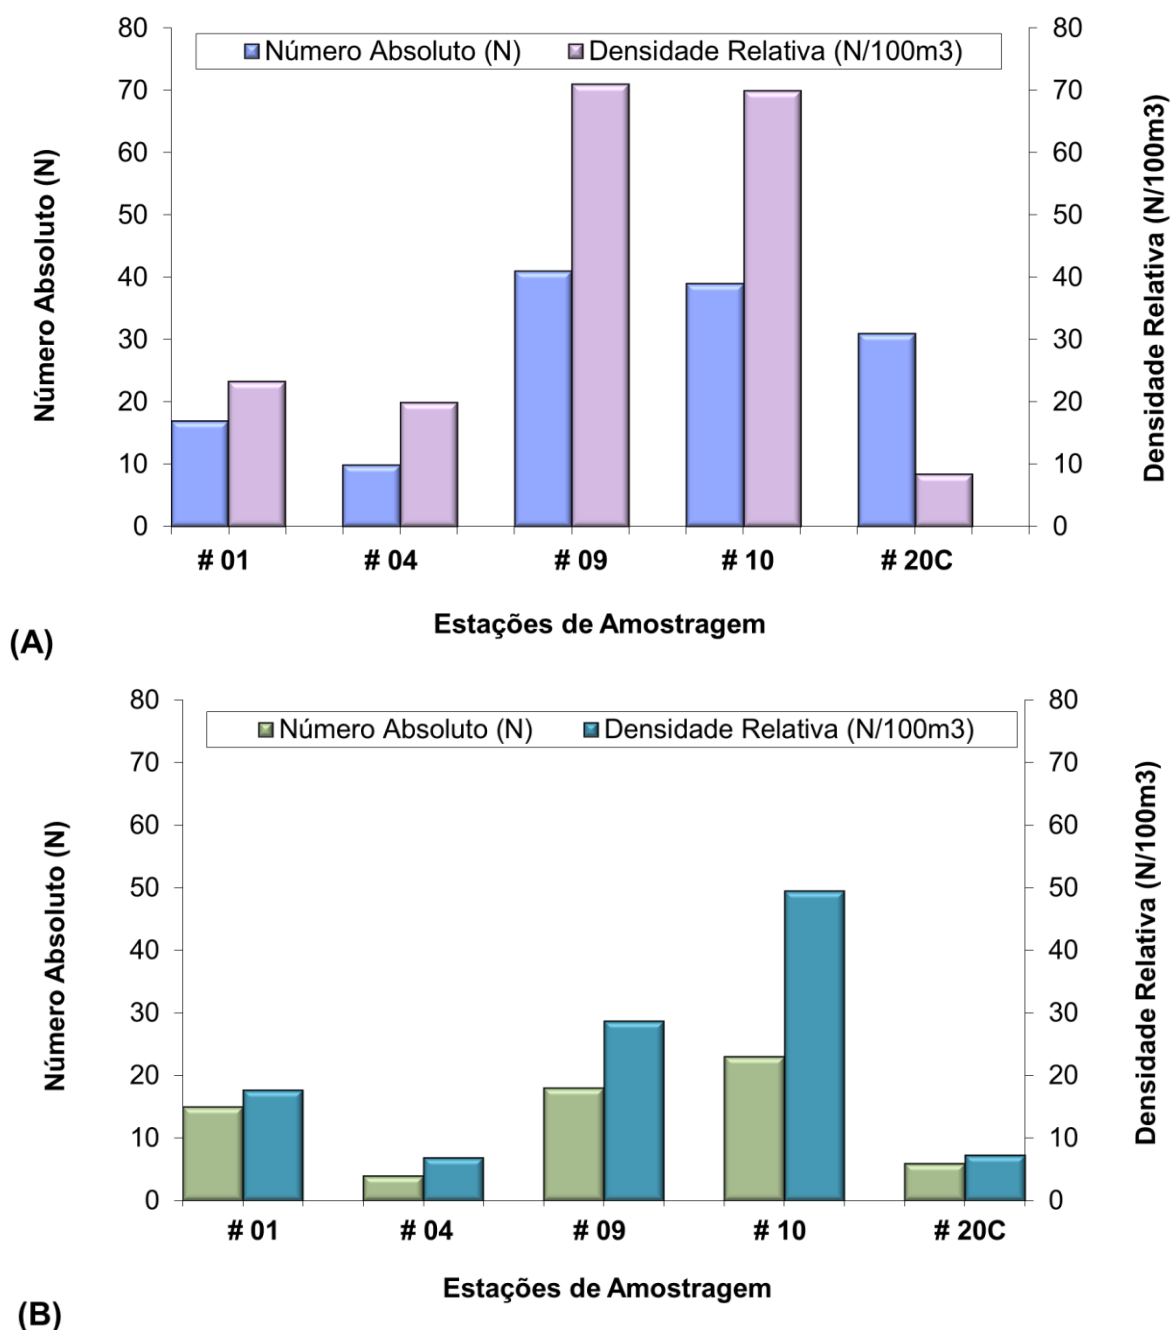 Número Absoluto (N) Densidade Relativa (N/100m3)
80 80
70 70
60 60
50 50
40 40
30 30
20 20
10 10
0 0
Número Absoluto (N)
Densidade Relativa (N/100m3)
# 01 # 04 # 09 # 10 # 20C
Estações de Amostragem
(A)
Número Absoluto (N) Densidade Relativa (N/100m3)
80 80
70 70
60 60
50 50
40 40
30 30
20 20
10 10
0 0
Número Absoluto (N)
Densidade Relativa (N/100m3)
# 01 # 04 # 09 # 10 # 20C
Estações de Amostragem
(B)